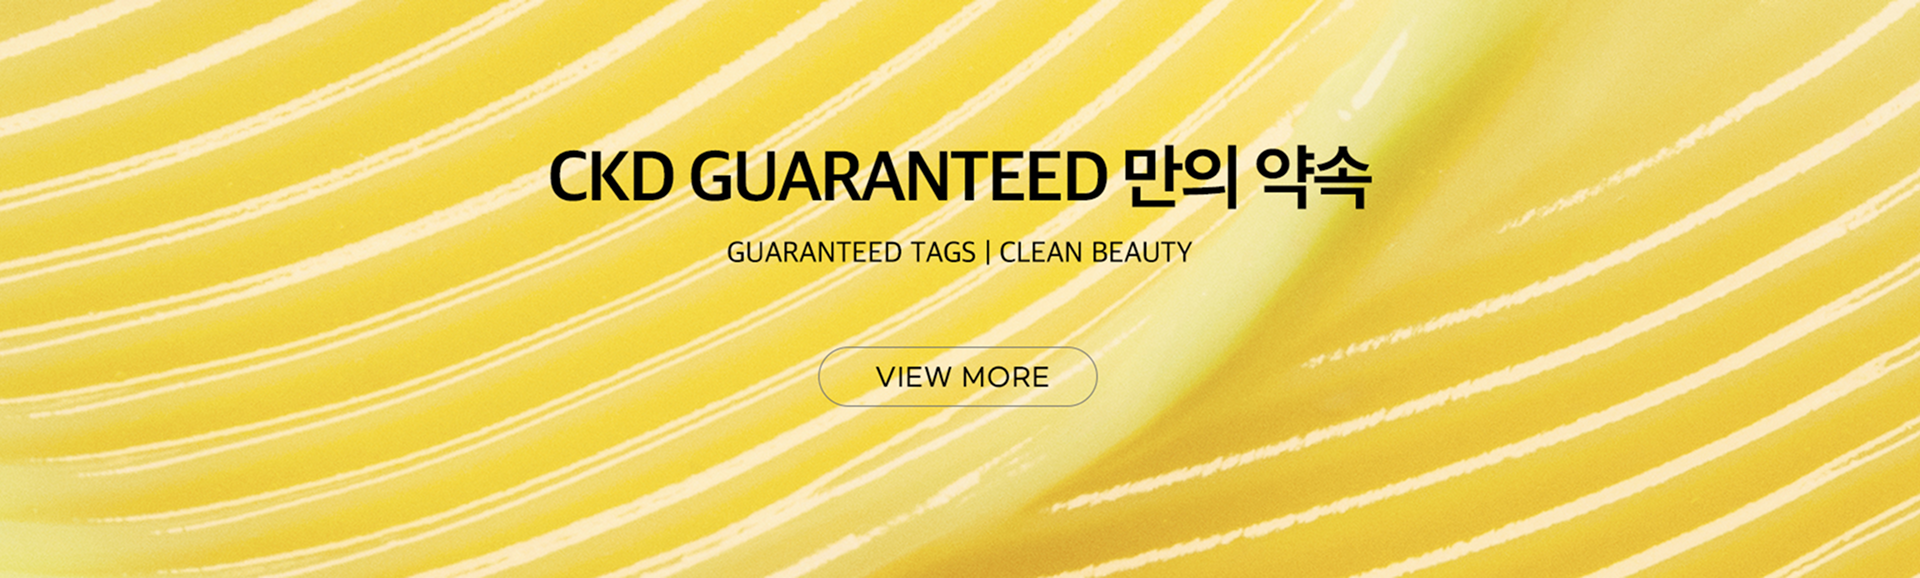 CKD GUARANTEED 만의 약속
GUARANTEED TAGS | CLEAN BEAUTY
VIEW MORE